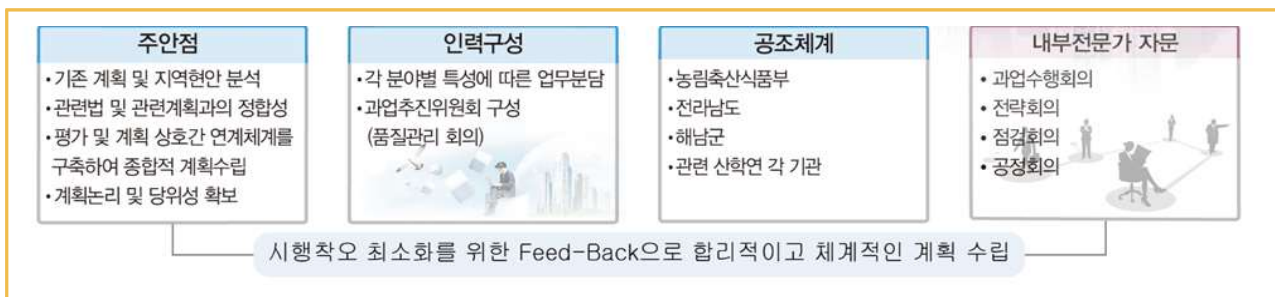 주안점
•기존 계획 및 지역현안 분석
•관련법 및 관련계획과의 정합성
•평가 및 계획 상호간 연계체계를
구축하여 종합적 계획수립
•계획논리 및 당위성 확보
인력구성
•각 분야별 특성에 따른 업무분담
•과업추진위원회 구성
(품질관리 회의)
공조체계
•농림축산식품부
•전라남도
•해남군
•관련 산학연 각 기관
내부전문가 자문
• 과업수행회의
• 전략회의
• 점검회의
• 공정회의
시행착오 최소화를 위한 Feed-Back으로 합리적이고 체계적인 계획 수립